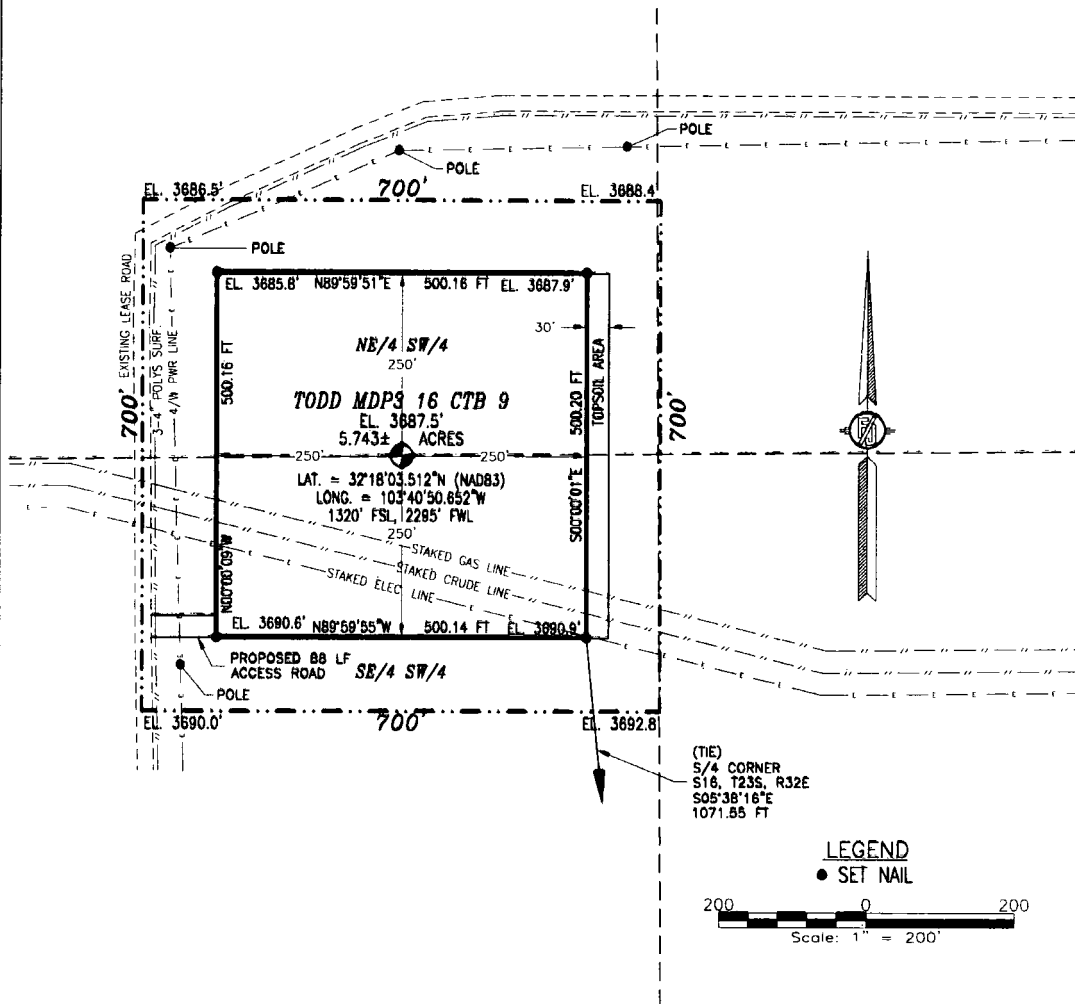 POLE
POLE
EL. 3686.5'
700'
EL. 3688.4'
POLE
EXISTING LEASE ROAD
3-4" POLYS SURF.
4/W PWR LINE
700'
EL. 3685.8'
N89°59'51"E
500.16 FT
EL. 3687.9'
30'
TOPSOIL AREA
NE/4 SW/4
250'
500.16 FT
500.20 FT
700'
TODD MDP3 16 CTB 9
EL. 3687.5'
5.743± ACRES
250'
250'
LAT. = 32°18'03.512"N (NAD83)
LONG. = 103°40'50.652"W
1320' FSL, 2295' FWL
S00°00'01"E
250'
STAKED GAS LINE
STAKED CRUDE LINE
STAKED ELEC LINE
N00°00'09"W
EL. 3690.6'
N89°59'55"W
500.14 FT
EL. 3690.9'
PROPOSED 88 LF
ACCESS ROAD
SE/4 SW/4
POLE
EL. 3690.0'
700'
EL. 3692.8
(TIE)
S/4 CORNER
S16, T23S, R32E
S05°38'16"E
1071.55 FT
LEGEND
● SET NAIL
200 0 200
Scale: 1" = 200'